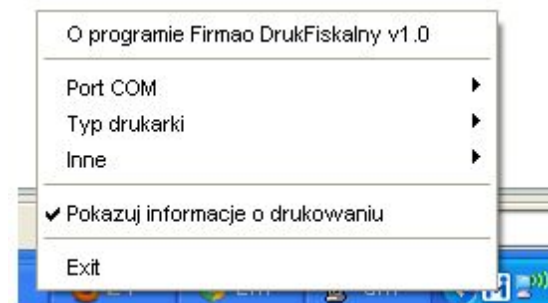 O programie Firmao DrukFiskalny v1.0
Port COM
Typ drukarki
Inne
Pokazuj informacje o drukowaniu
Exit